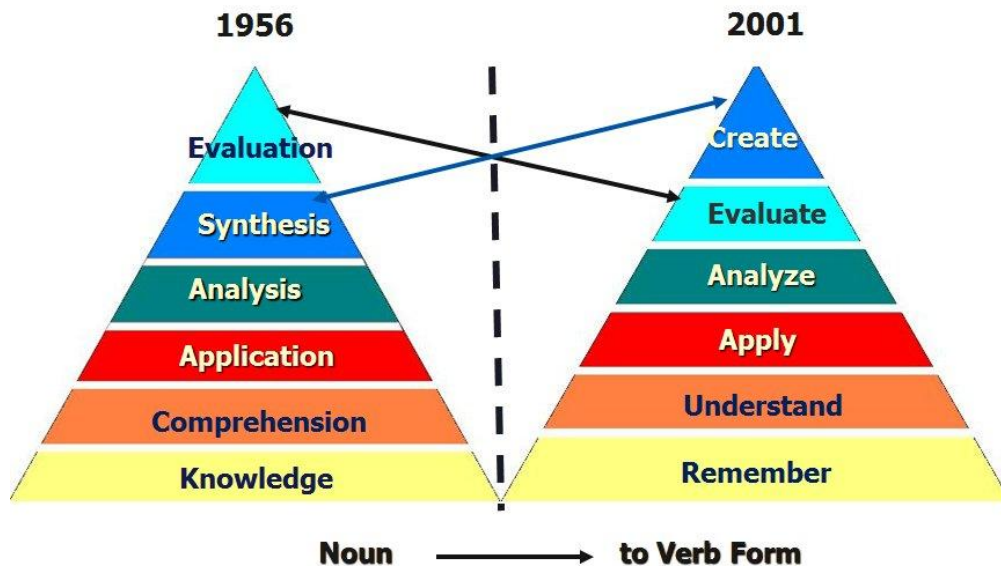 1956
2001
Evaluation
Synthesis
Analysis
Application
Comprehension
Knowledge
Create
Evaluate
Analyze
Apply
Understand
Remember
Noun to Verb Form